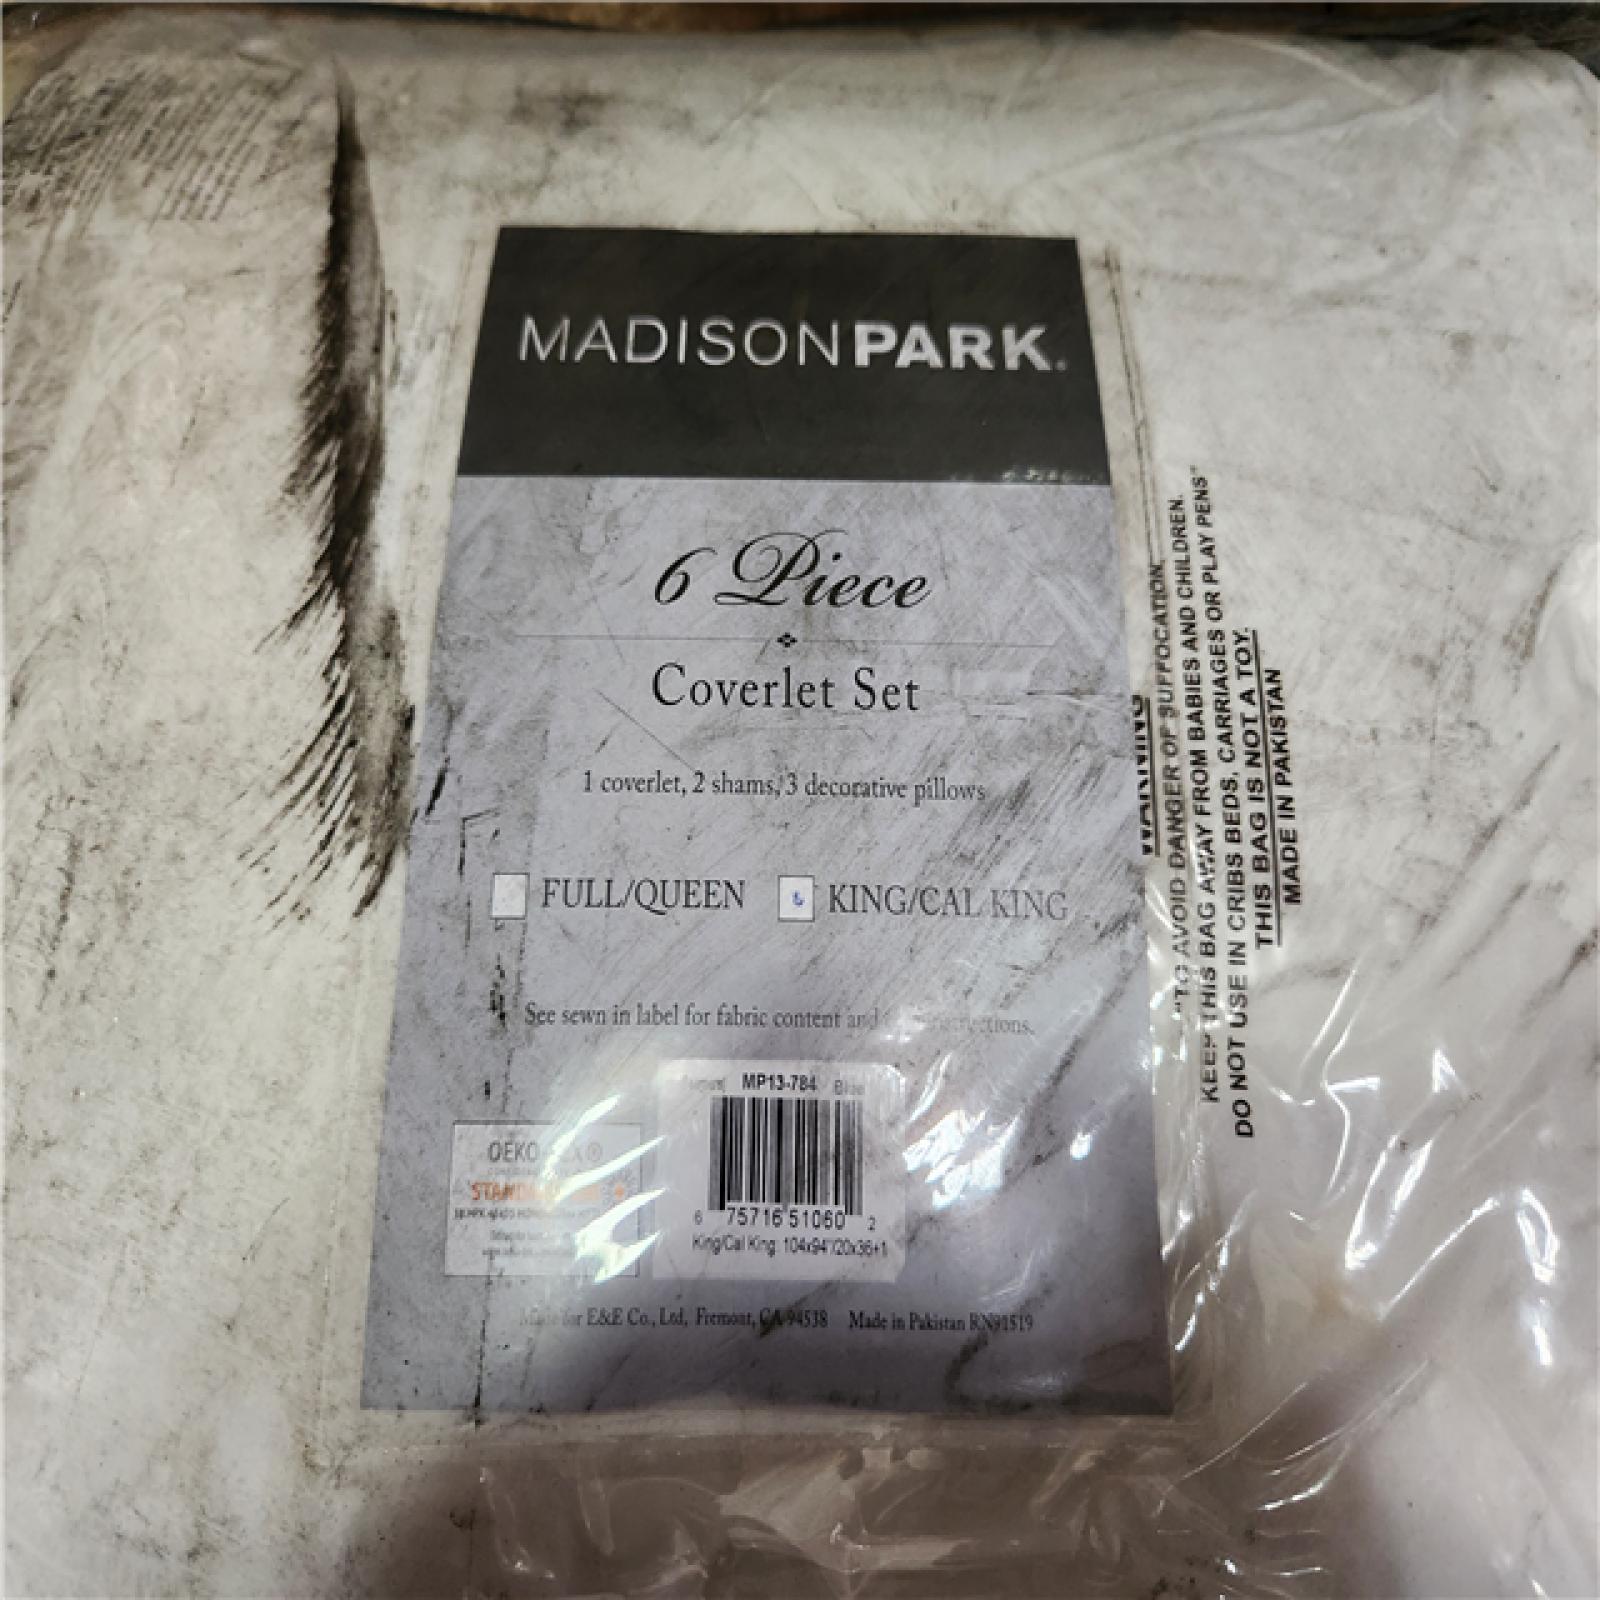 MADISONPARK.
6 Piece
Coverlet Set
1 coverlet, 2 shams, 3 decorative pillows
FULL/QUEEN KING/CAL KING
See sewn in label for fabric content and
MP13-784 Blue
6 75716 51060 2
King/Cal King: 104x94"/20x36+1
OEKO
Made for E&E Co., Ltd, Fremont, CA 94538 Made in Pakistan RN91519
WARNING
"TO AVOID DANGER OF SUFFOCATION,
KEEP THIS BAG AWAY FROM BABIES AND CHILDREN.
DO NOT USE IN CRIBS BEDS, CARRIAGES OR PLAY PENS"
THIS BAG IS NOT A TOY.
MADE IN PAKISTAN